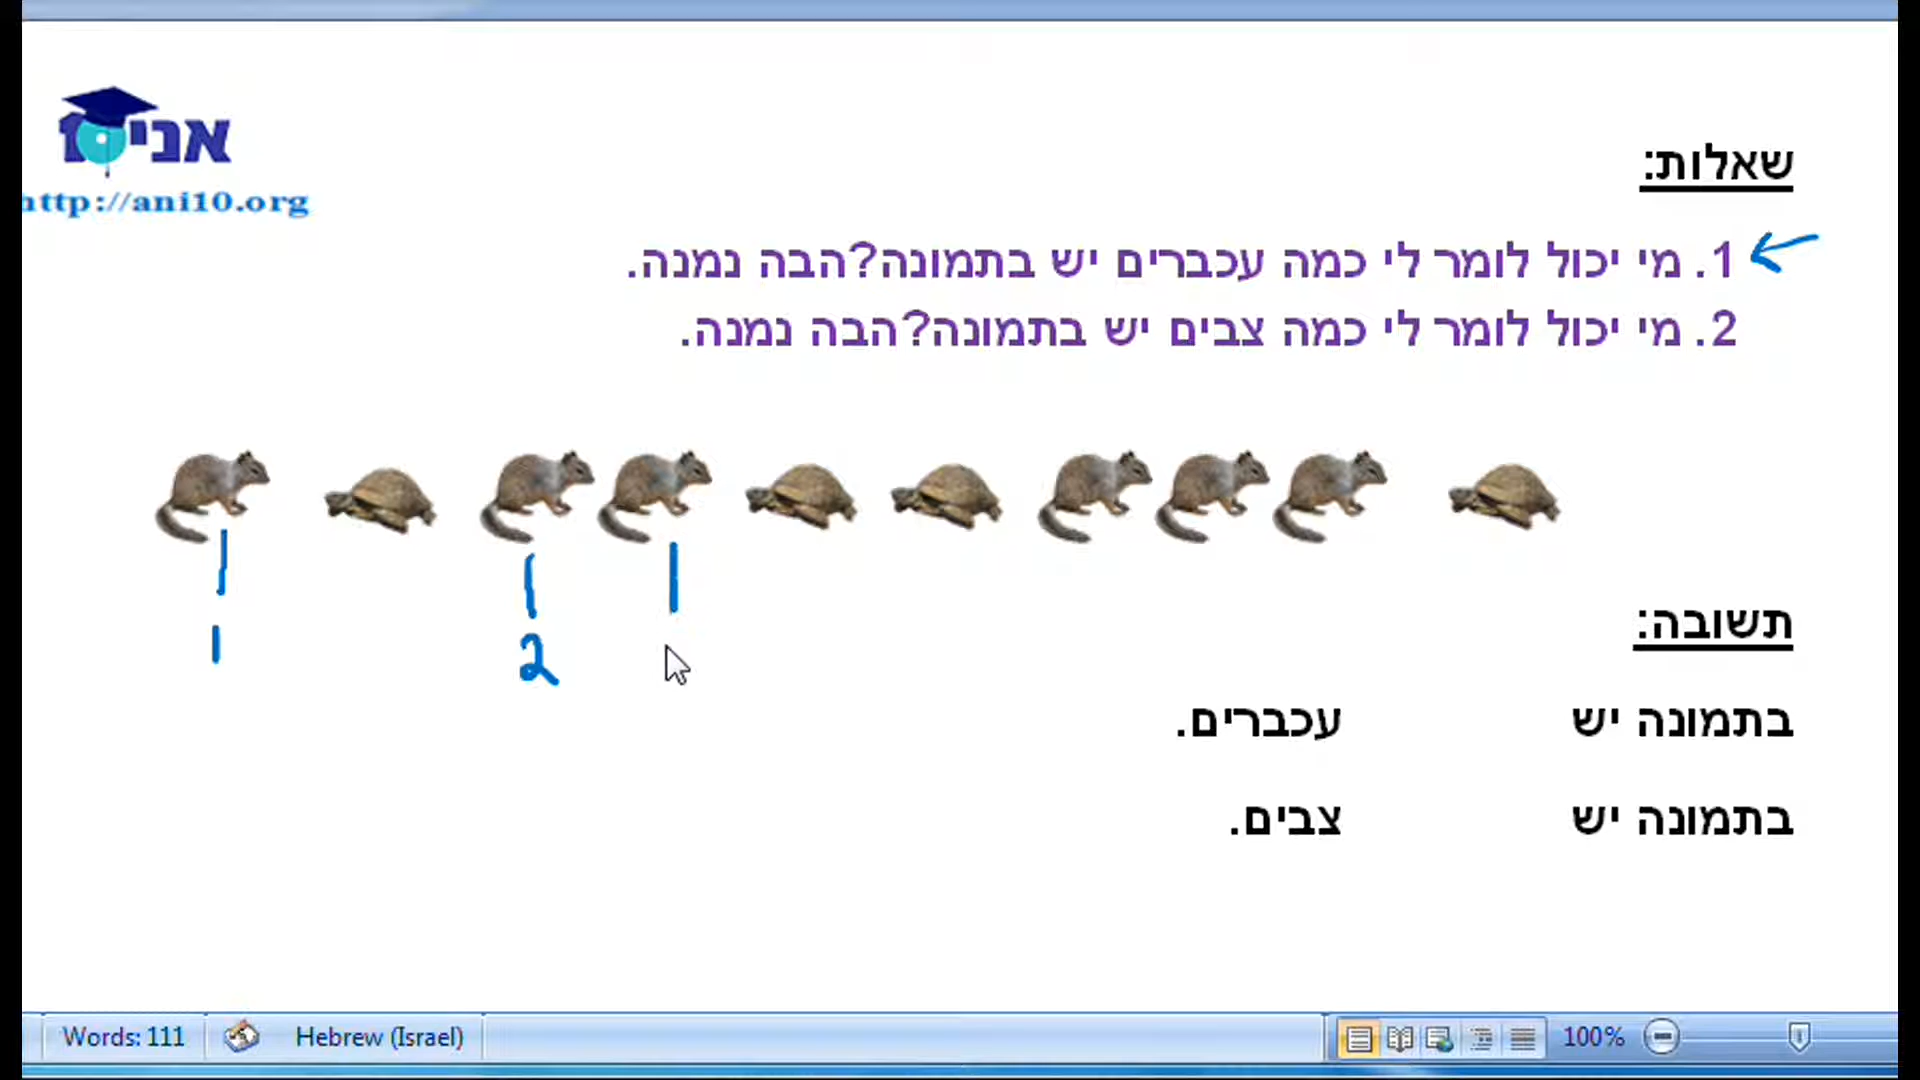 אני10
http://ani10.org
שאלות:
1. מי יכול לומר לי כמה עכברים יש בתמונה?הבה נמנה.
2. מי יכול לומר לי כמה צבים יש בתמונה?הבה נמנה.
1 2
תשובה:
בתמונה יש עכברים.
בתמונה יש צבים.
Words: 111 Hebrew (Israel) 100%